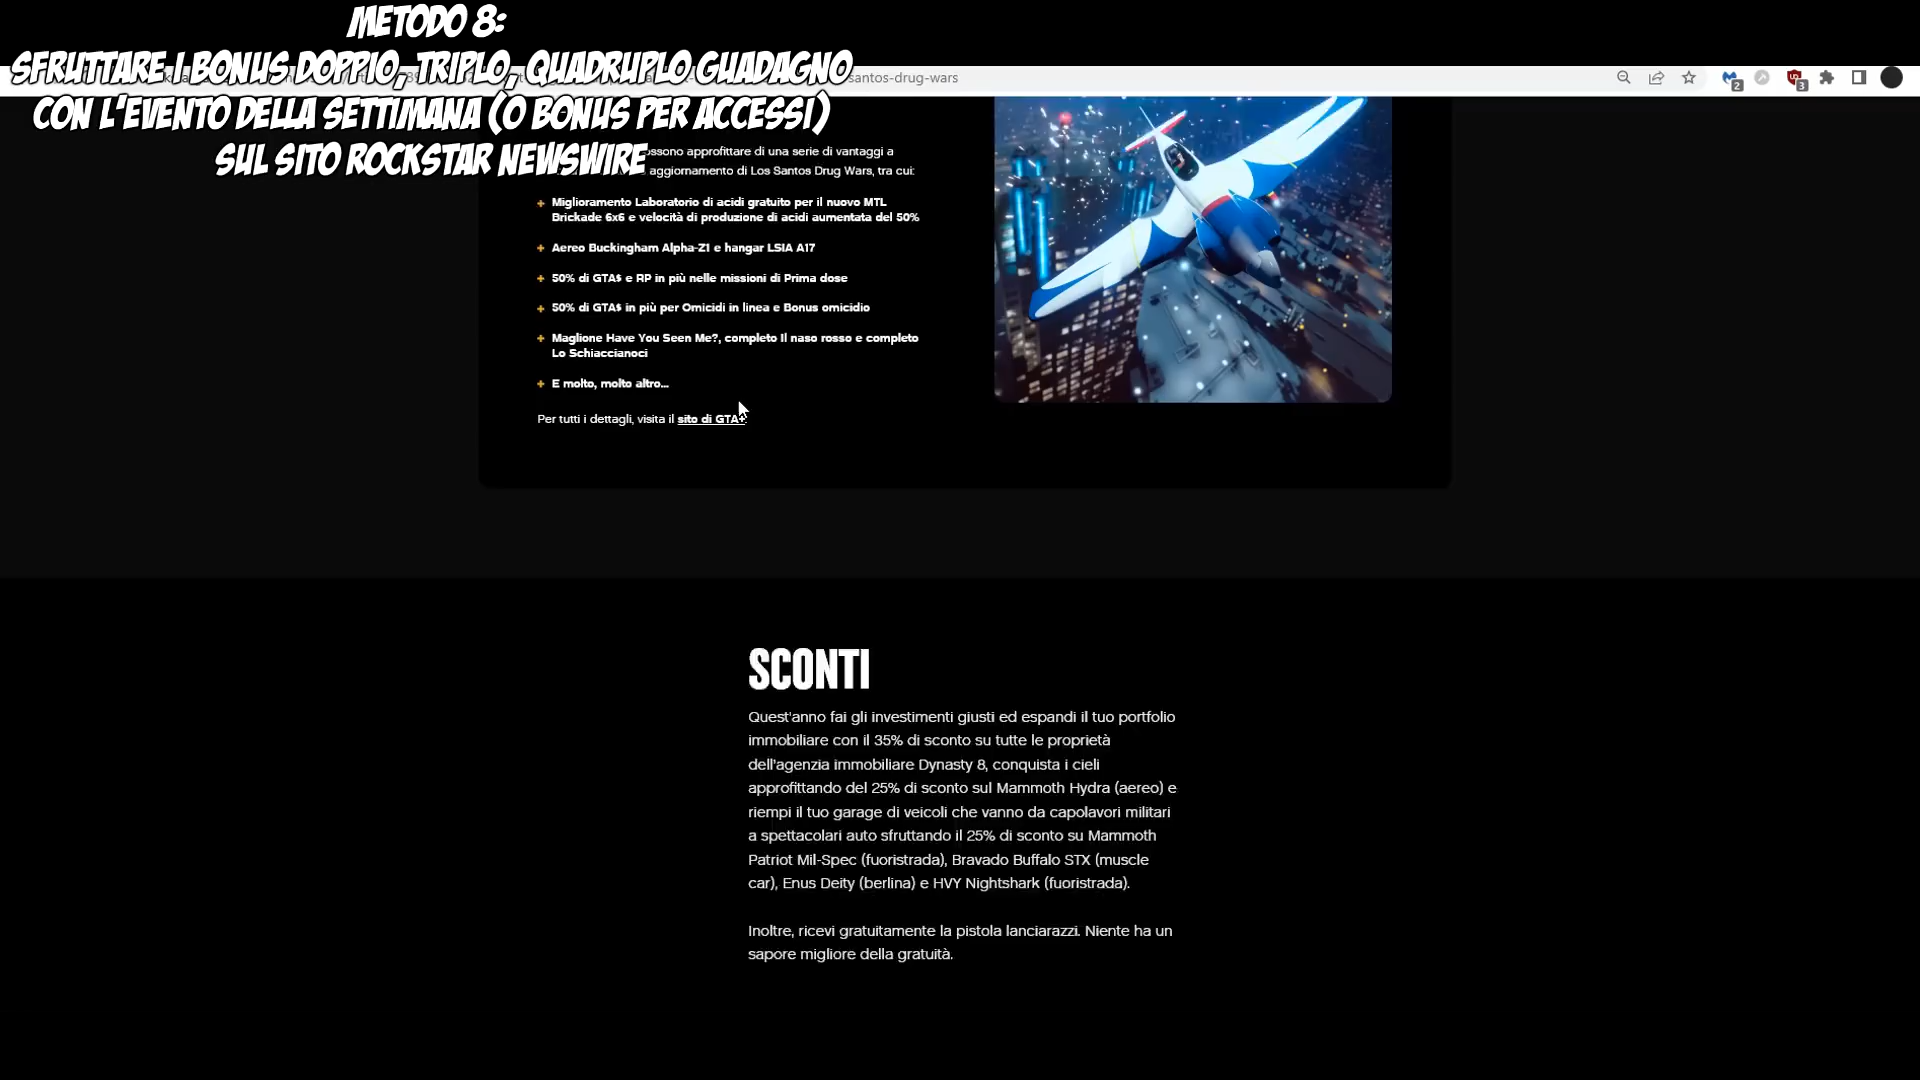 METODO 8:
SFRUTTARE I BONUS DOPPIO, TRIPLO, QUADRUPLO GUADAGNO
CON L'EVENTO DELLA SETTIMANA (O BONUS PER ACCESSI)
SUL SITO ROCKSTAR NEWSWIRE
santos-drug-wars
2
3
ossono approfittare di una serie di vantaggi a
aggiornamento di Los Santos Drug Wars, tra cui:
Miglioramento Laboratorio di acidi gratuito per il nuovo MTL
Brickade 6x6 e velocità di produzione di acidi aumentata del 50%
Aereo Buckingham Alpha-Z1 e hangar LSIA A17
50% di GTA$ e RP in più nelle missioni di Prima dose
50% di GTA$ in più per Omicidi in linea e Bonus omicidio
Maglione Have You Seen Me?, completo Il naso rosso e completo
Lo Schiaccianoci
E molto, molto altro...
Per tutti i dettagli, visita il sito di GTA+.
SCONTI
Quest'anno fai gli investimenti giusti ed espandi il tuo portfolio
immobiliare con il 35% di sconto su tutte le proprietà
dell'agenzia immobiliare Dynasty 8, conquista i cieli
approfittando del 25% di sconto sul Mammoth Hydra (aereo) e
riempi il tuo garage di veicoli che vanno da capolavori militari
a spettacolari auto sfruttando il 25% di sconto su Mammoth
Patriot Mil-Spec (fuoristrada), Bravado Buffalo STX (muscle
car), Enus Deity (berlina) e HVY Nightshark (fuoristrada).
Inoltre, ricevi gratuitamente la pistola lanciarazzi. Niente ha un
sapore migliore della gratuità.